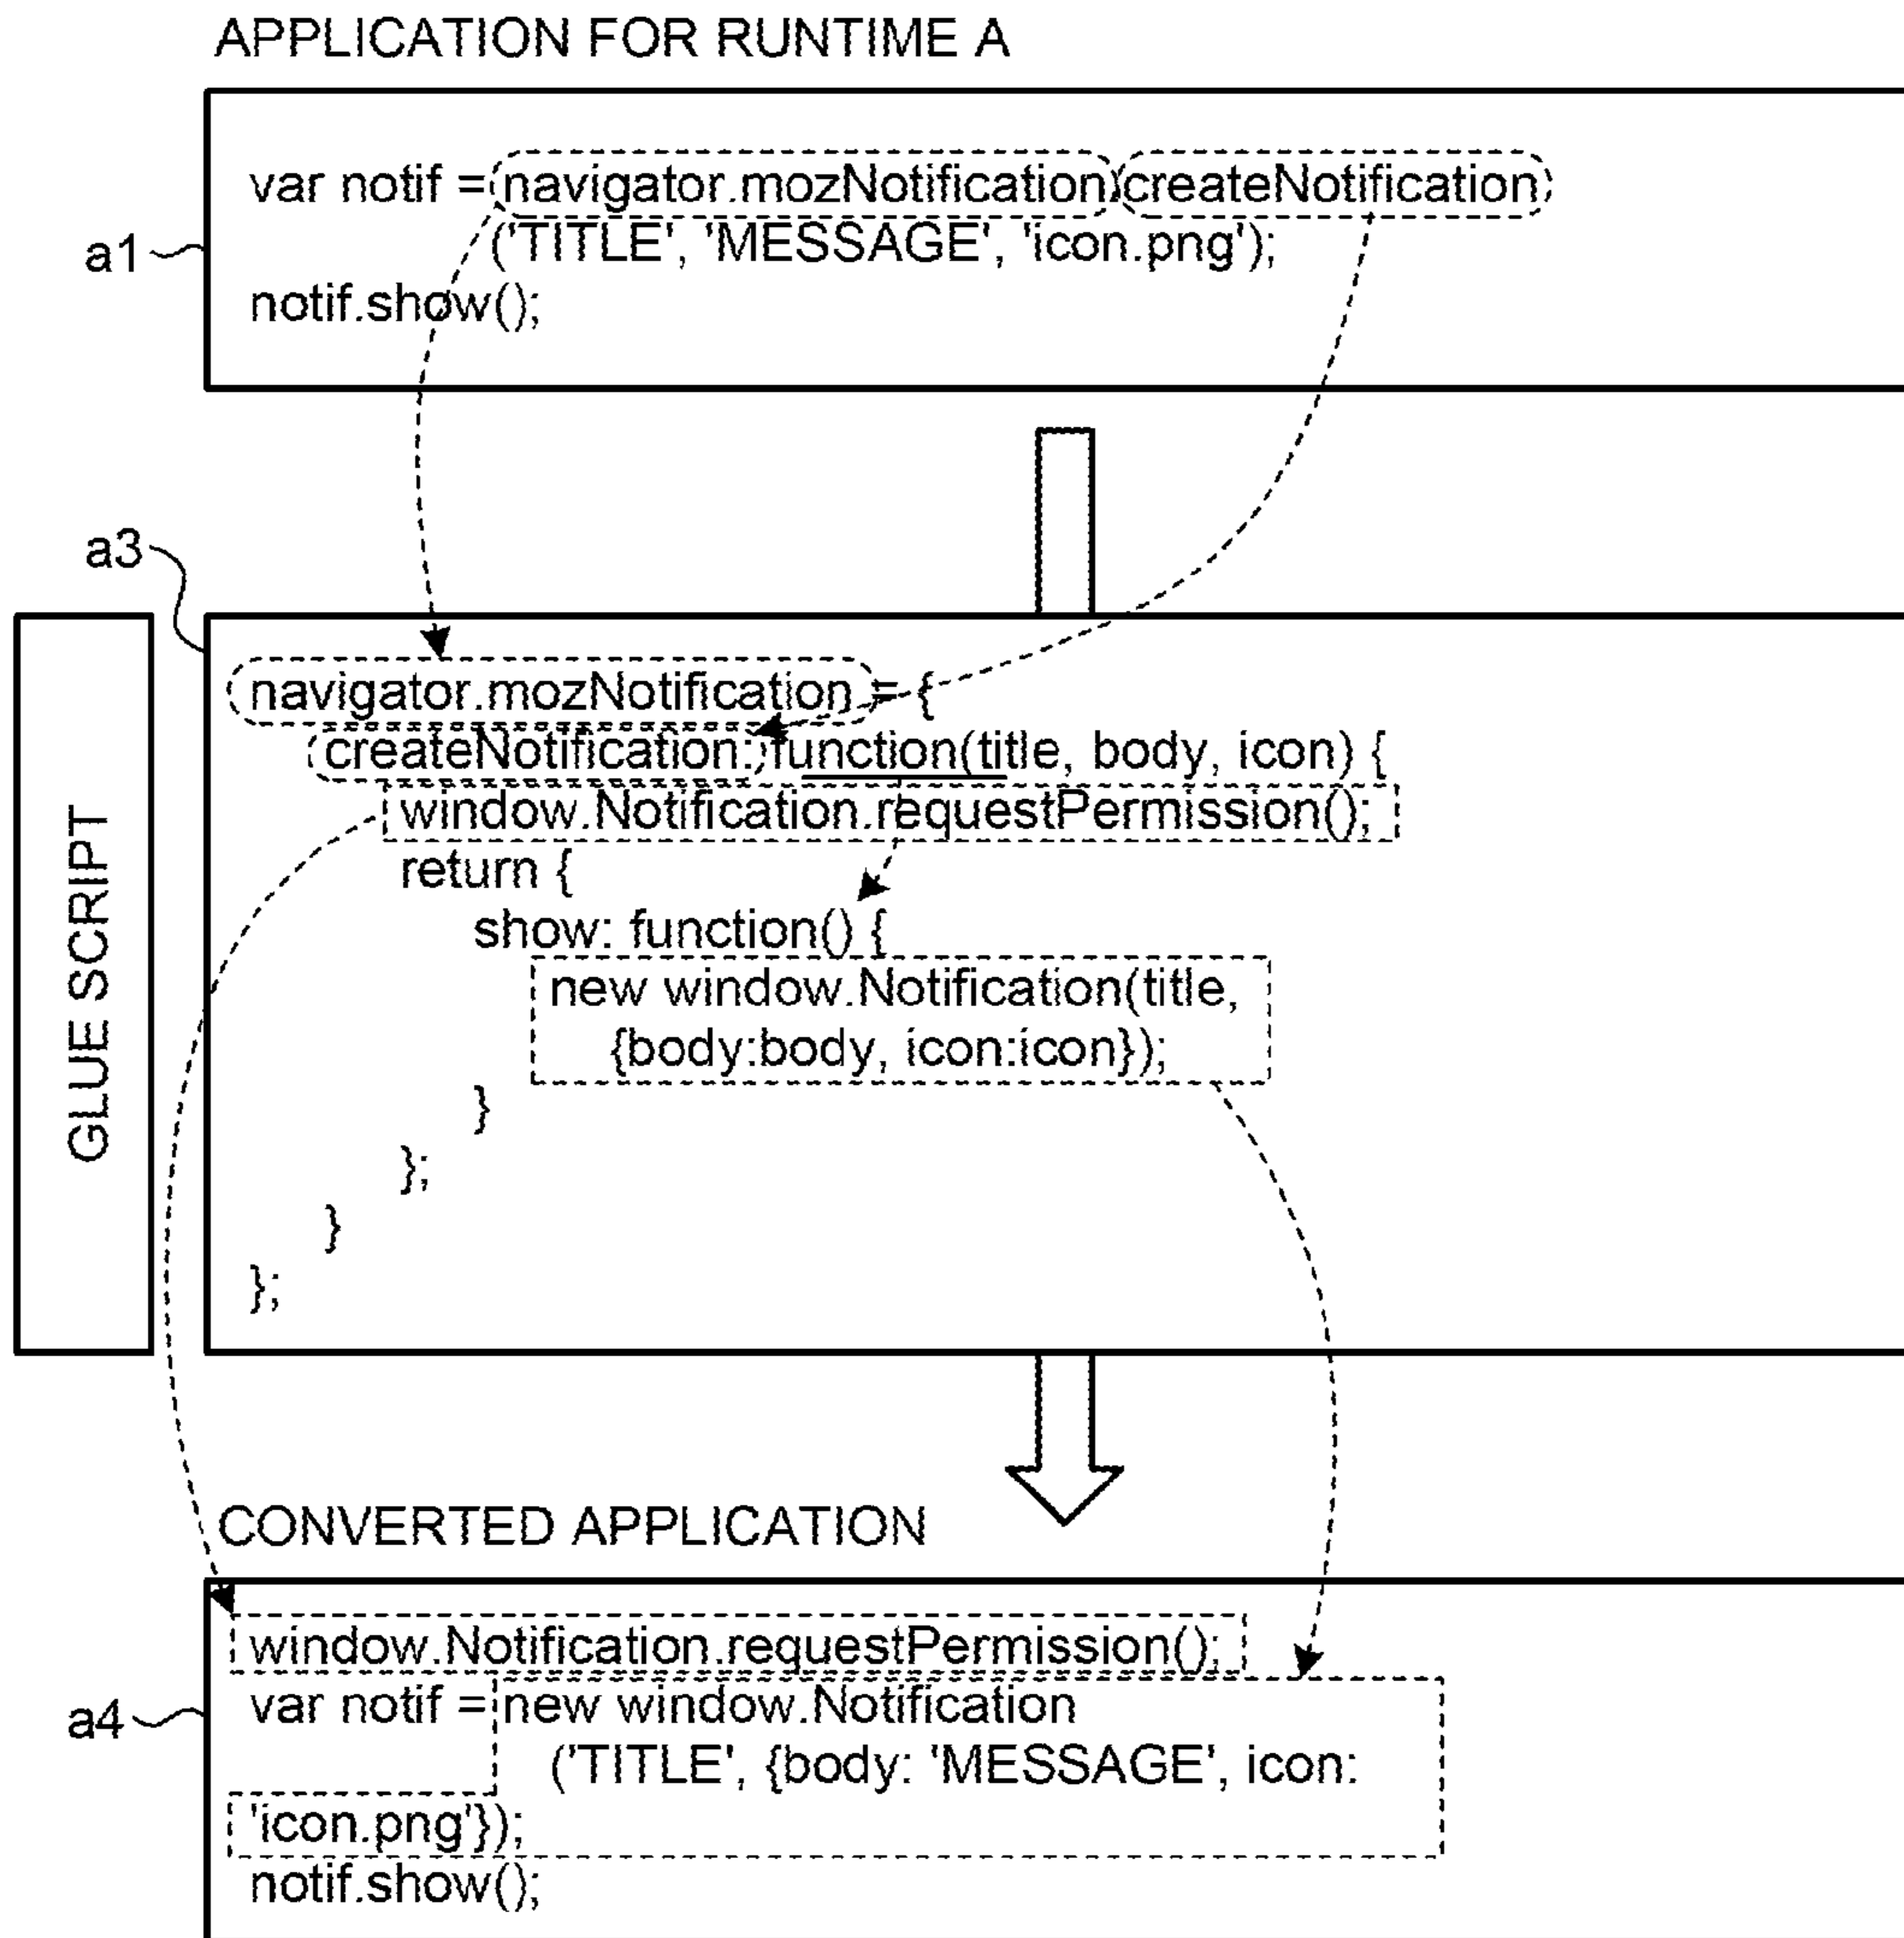 APPLICATION FOR RUNTIME A
var notif = navigator.mozNotification.createNotification
('TITLE', 'MESSAGE', 'icon.png');
a1
notif.show();
a3
GLUE SCRIPT
navigator.mozNotification = {
createNotification: function(title, body, icon) {
window.Notification.requestPermission();
return {
show: function() {
new window.Notification(title,
{body:body, icon:icon});
}
};
}
};
CONVERTED APPLICATION
window.Notification.requestPermission();
a4
var notif = new window.Notification
('TITLE', {body: 'MESSAGE', icon:
'icon.png'});
notif.show();